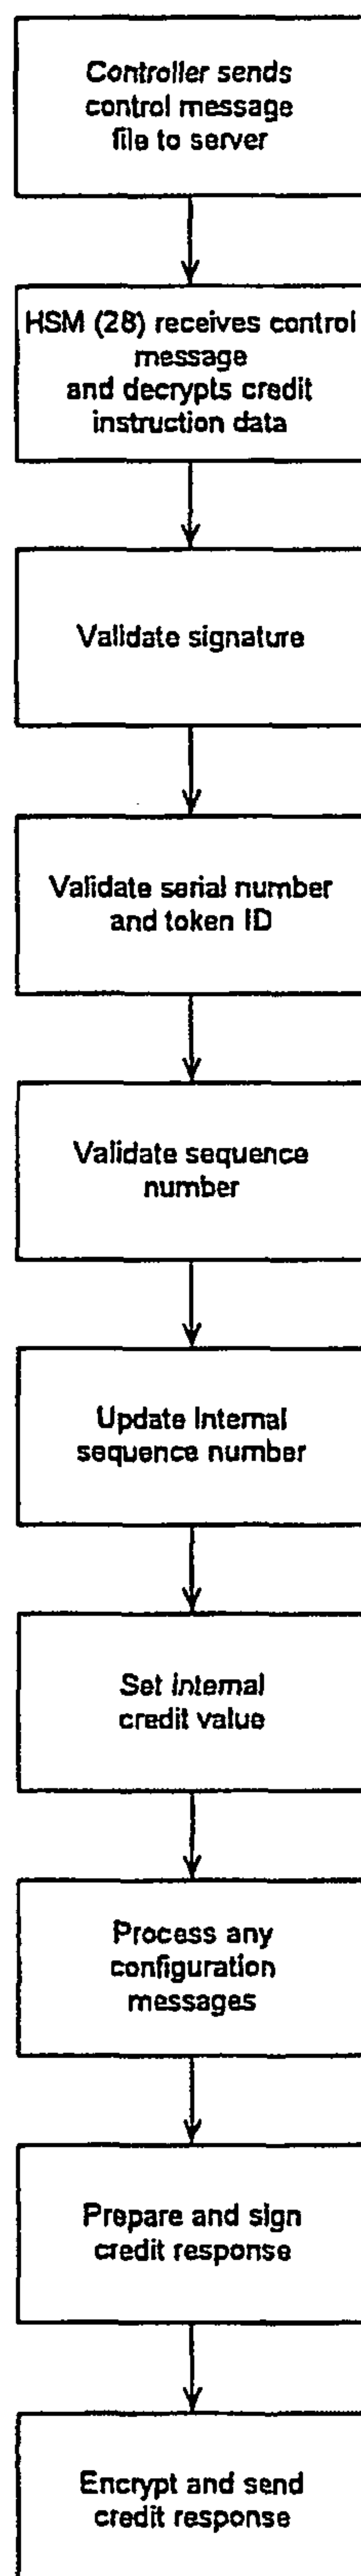 Controller sends
control message
file to server
HSM (28) receives control
message
and decrypts credit
instruction data
Validate signature
Validate serial number
and token ID
Validate sequence
number
Update Internal
sequence number
Set internal
credit value
Process any
configuration
messages
Prepare and sign
credit response
Encrypt and send
credit response